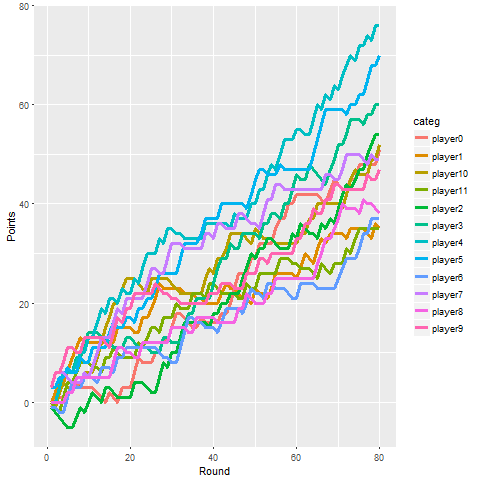 80
60
40
20
0
Points
0
20
40
60
80
Round
categ
player0
player1
player10
player11
player2
player3
player4
player5
player6
player7
player8
player9